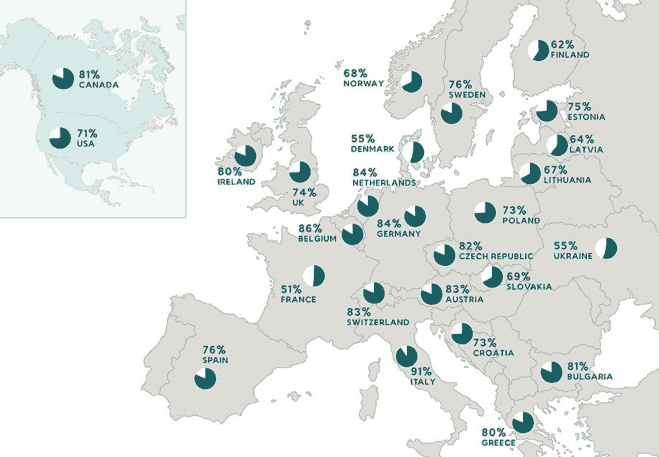 81%
CANADA
71%
USA
62%
FINLAND
68%
NORWAY
76%
SWEDEN
75%
ESTONIA
55%
DENMARK
64%
LATVIA
80%
IRELAND
74%
UK
84%
NETHERLANDS
67%
LITHUANIA
86%
BELGIUM
84%
GERMANY
73%
POLAND
82%
CZECH REPUBLIC
55%
UKRAINE
69%
SLOVAKIA
51%
FRANCE
83%
SWITZERLAND
83%
AUSTRIA
73%
CROATIA
76%
SPAIN
91%
ITALY
81%
BULGARIA
80%
GREECE